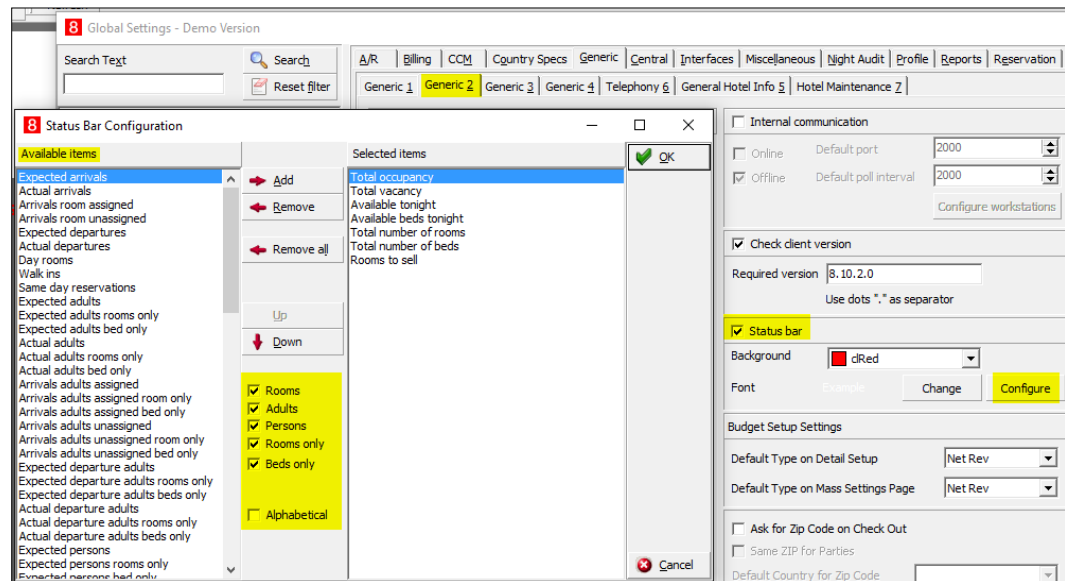 8 Global Settings - Demo Version
Search Text
Search
Reset filter
A/R Billing CCM Country Specs Generic Central Interfaces Miscellaneous Night Audit Profile Reports Reservation
Generic 1 Generic 2 Generic 3 Generic 4 Telephony 6 General Hotel Info 5 Hotel Maintenance 7
8 Status Bar Configuration
Available items
Expected arrivals
Actual arrivals
Arrivals room assigned
Arrivals room unassigned
Expected departures
Actual departures
Day rooms
Walk ins
Same day reservations
Expected adults
Expected adults rooms only
Expected adults bed only
Actual adults
Actual adults rooms only
Actual adults bed only
Arrivals adults assigned
Arrivals adults assigned room only
Arrivals adults assigned bed only
Arrivals adults unassigned
Arrivals adults unassigned room only
Arrivals adults unassigned bed only
Expected departure adults
Expected departure adults rooms only
Expected departure adults beds only
Actual departure adults
Actual departure adults rooms only
Actual departure adults beds only
Expected persons
Expected persons rooms only
Expected persons bed only
Add
Remove
Remove all
Up
Down
Rooms
Adults
Persons
Rooms only
Beds only
Alphabetical
Selected items
Total occupancy
Total vacancy
Available tonight
Available beds tonight
Total number of rooms
Total number of beds
Rooms to sell
OK
Cancel
Internal communication
Online Default port 2000
Offline Default poll interval 2000
Configure workstations
Check client version
Required version 8.10.2.0
Use dots "." as separator
Status bar
Background clRed
Font Example Change Configure
Budget Setup Settings
Default Type on Detail Setup Net Rev
Default Type on Mass Settings Page Net Rev
Ask for Zip Code on Check Out
Same ZIP for Parties
Default Country for Zip Code